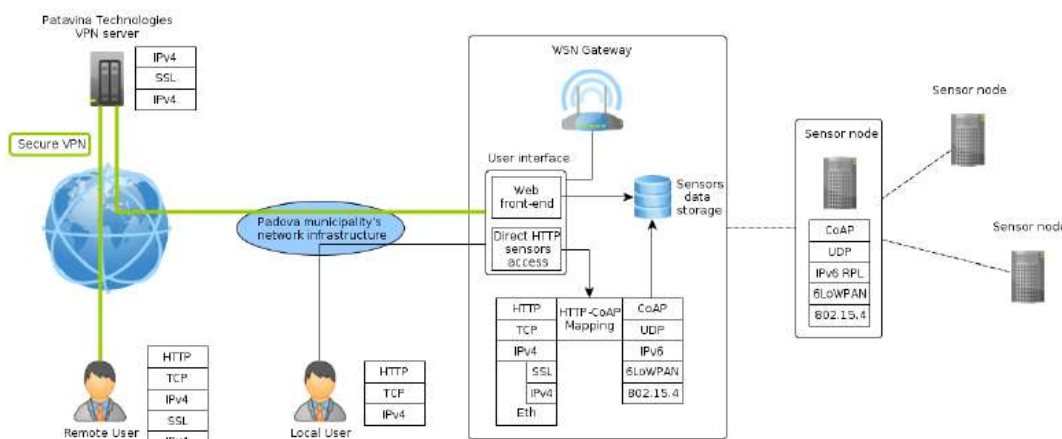 Patavina Technologies
VPN server
IPv4
SSL
IPv4
Secure VPN
Padova municipality's
network infrastructure
Remote User
HTTP
TCP
IPv4
SSL
IPv4
Local User
HTTP
TCP
IPv4
WSN Gateway
User interface
Web
front-end
Direct HTTP
sensors
access
Sensors
data
storage
HTTP
TCP
IPv4
SSL
IPv4
Eth
HTTP-CoAP
Mapping
CoAP
UDP
IPv6
6LoWPAN
802.15.4
Sensor node
CoAP
UDP
IPv6 RPL
6LoWPAN
802.15.4
Sensor node
Sensor node